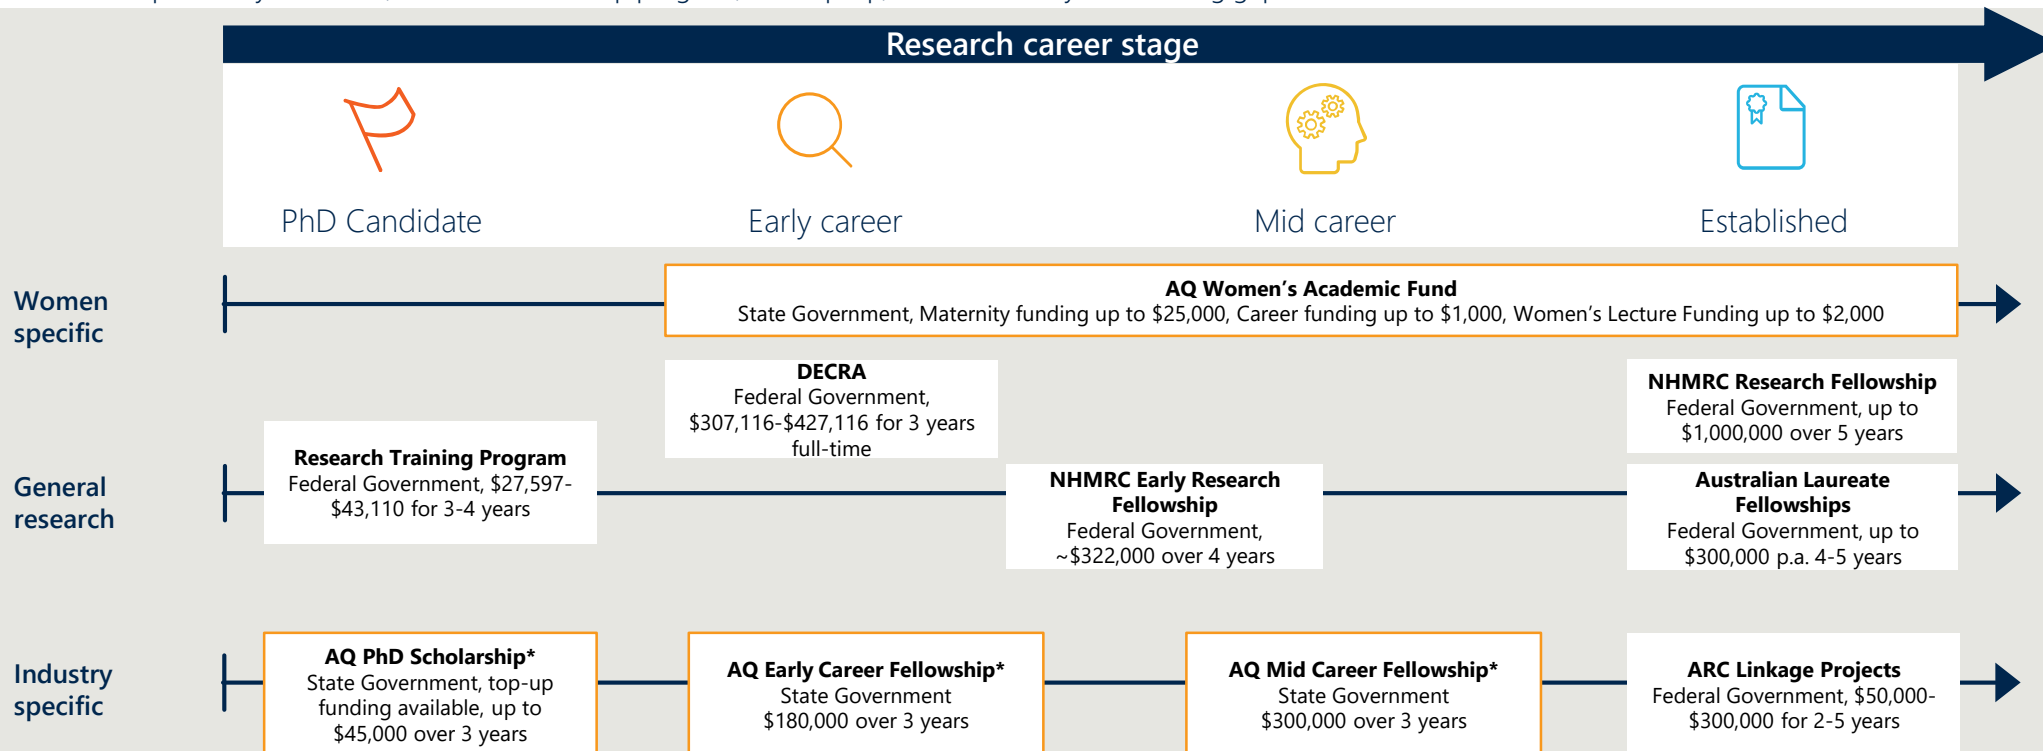 Research career stage
PhD Candidate
Early career
Mid career
Established
Women
specific
AQ Women's Academic Fund
State Government, Maternity funding up to $25,000, Career funding up to $1,000, Women's Lecture Funding up to $2,000
General
research
Research Training Program
Federal Government, $27,597-
$43,110 for 3-4 years
DECRA
Federal Government,
$307,116-$427,116 for 3 years
full-time
NHMRC Early Research
Fellowship
Federal Government,
~$322,000 over 4 years
NHMRC Research Fellowship
Federal Government, up to
$1,000,000 over 5 years
Australian Laureate
Fellowships
Federal Government, up to
$300,000 p.a. 4-5 years
Industry
specific
AQ PhD Scholarship*
State Government, top-up
funding available, up to
$45,000 over 3 years
AQ Early Career Fellowship*
State Government
$180,000 over 3 years
AQ Mid Career Fellowship*
State Government
$300,000 over 3 years
ARC Linkage Projects
Federal Government, $50,000-
$300,000 for 2-5 years